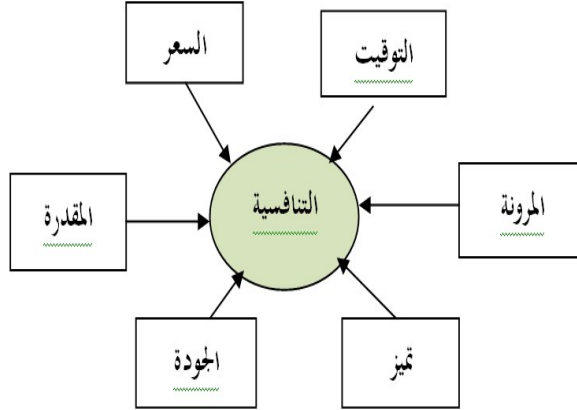 السعر
التوقيت
المقدرة
التنافسية
المرونة
الجودة
تميز